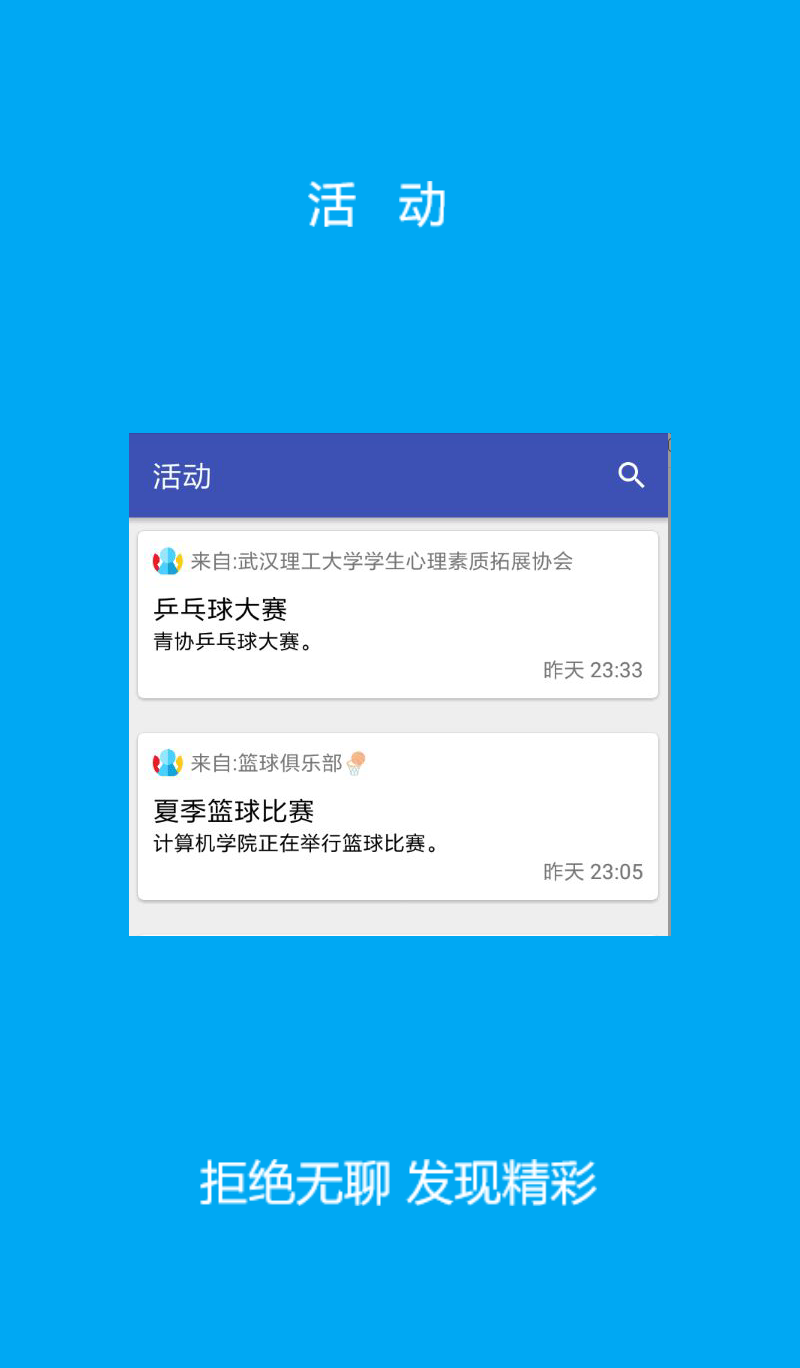 活 动
活动
来自:武汉理工大学学生心理素质拓展协会
乒乓球大赛
青协乒乓球大赛。
昨天 23:33
来自:篮球俱乐部
夏季篮球比赛
计算机学院正在举行篮球比赛。
昨天 23:05
拒绝无聊 发现精彩